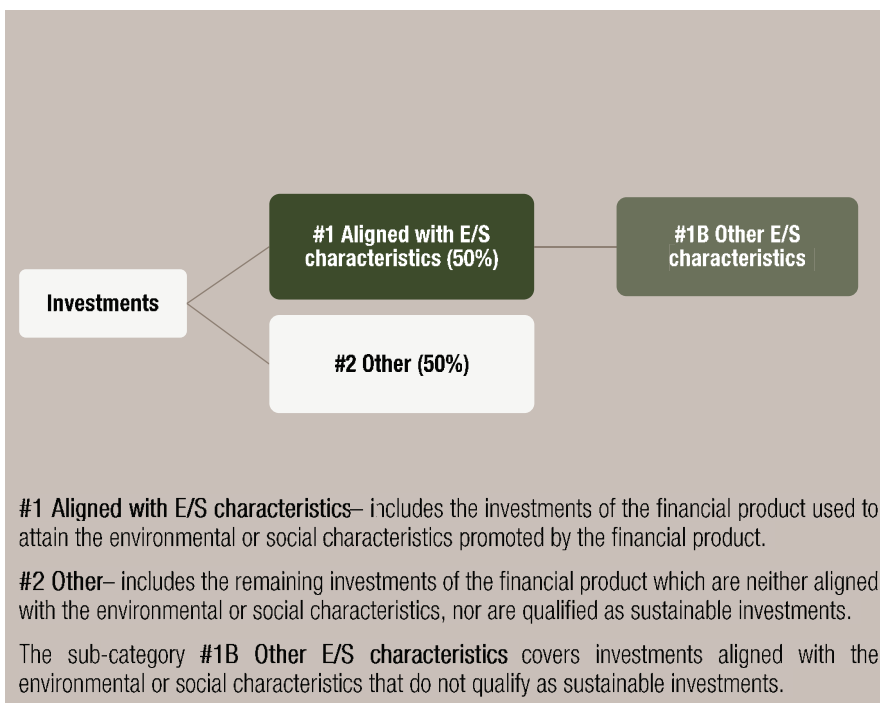 #1 Aligned with E/S
characteristics (50%)
#1B Other E/S
characteristics
Investments
#2 Other (50%)
#1 Aligned with E/S characteristics– includes the investments of the financial product used to
attain the environmental or social characteristics promoted by the financial product.
#2 Other– includes the remaining investments of the financial product which are neither aligned
with the environmental or social characteristics, nor are qualified as sustainable investments.
The sub-category #1B Other E/S characteristics covers investments aligned with the
environmental or social characteristics that do not qualify as sustainable investments.